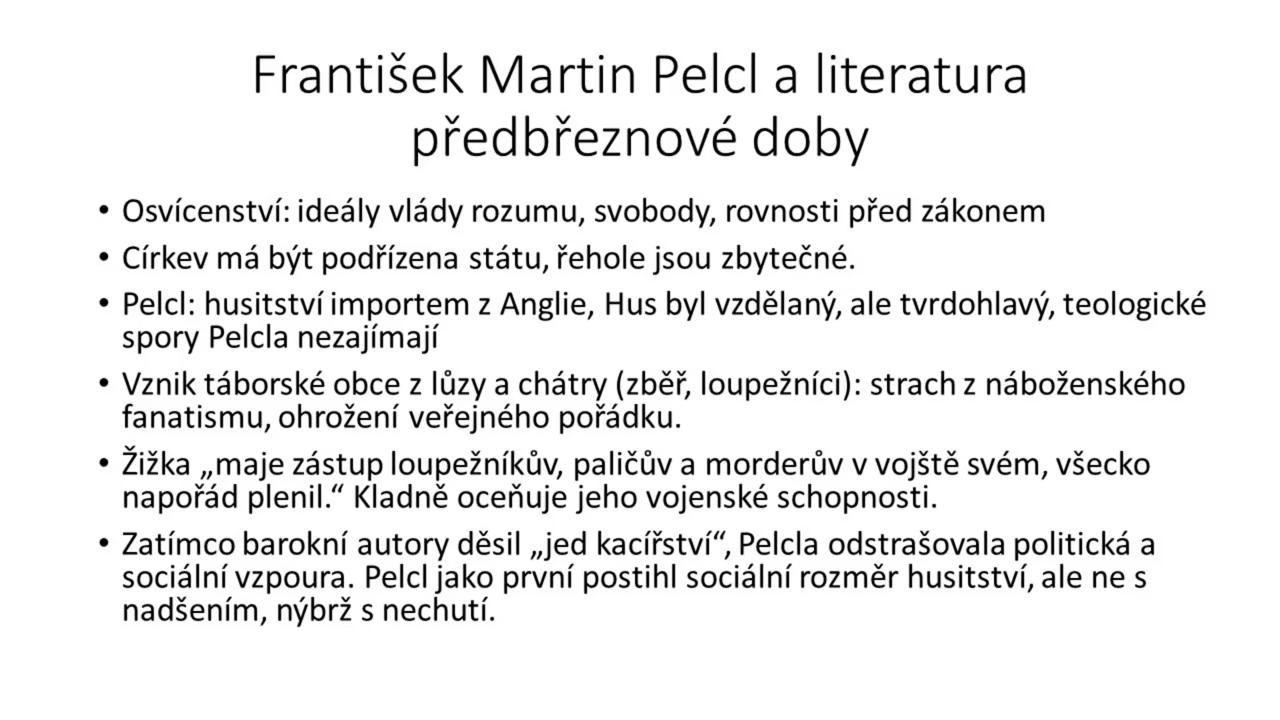 František Martin Pelcl a literatura
předbřeznové doby
• Osvícenství: ideály vlády rozumu, svobody, rovnosti před zákonem
• Církev má být podřízena státu, řehole jsou zbytečné.
• Pelcl: husitství importem z Anglie, Hus byl vzdělaný, ale tvrdohlavý, teologické
spory Pelcla nezajímají
• Vznik táborské obce z lůzy a chátry (zběř, loupežníci): strach z náboženského
fanatismu, ohrožení veřejného pořádku.
• Žižka „maje zástup loupežníkův, paličův a morderův v vojště svém, všecko
napořád plenil.“ Kladně oceňuje jeho vojenské schopnosti.
• Zatímco barokní autory děsil „jed kacířství“, Pelcla odstrašovala politická a
sociální vzpoura. Pelcl jako první postihl sociální rozměr husitství, ale ne s
nadšením, nýbrž s nechutí.